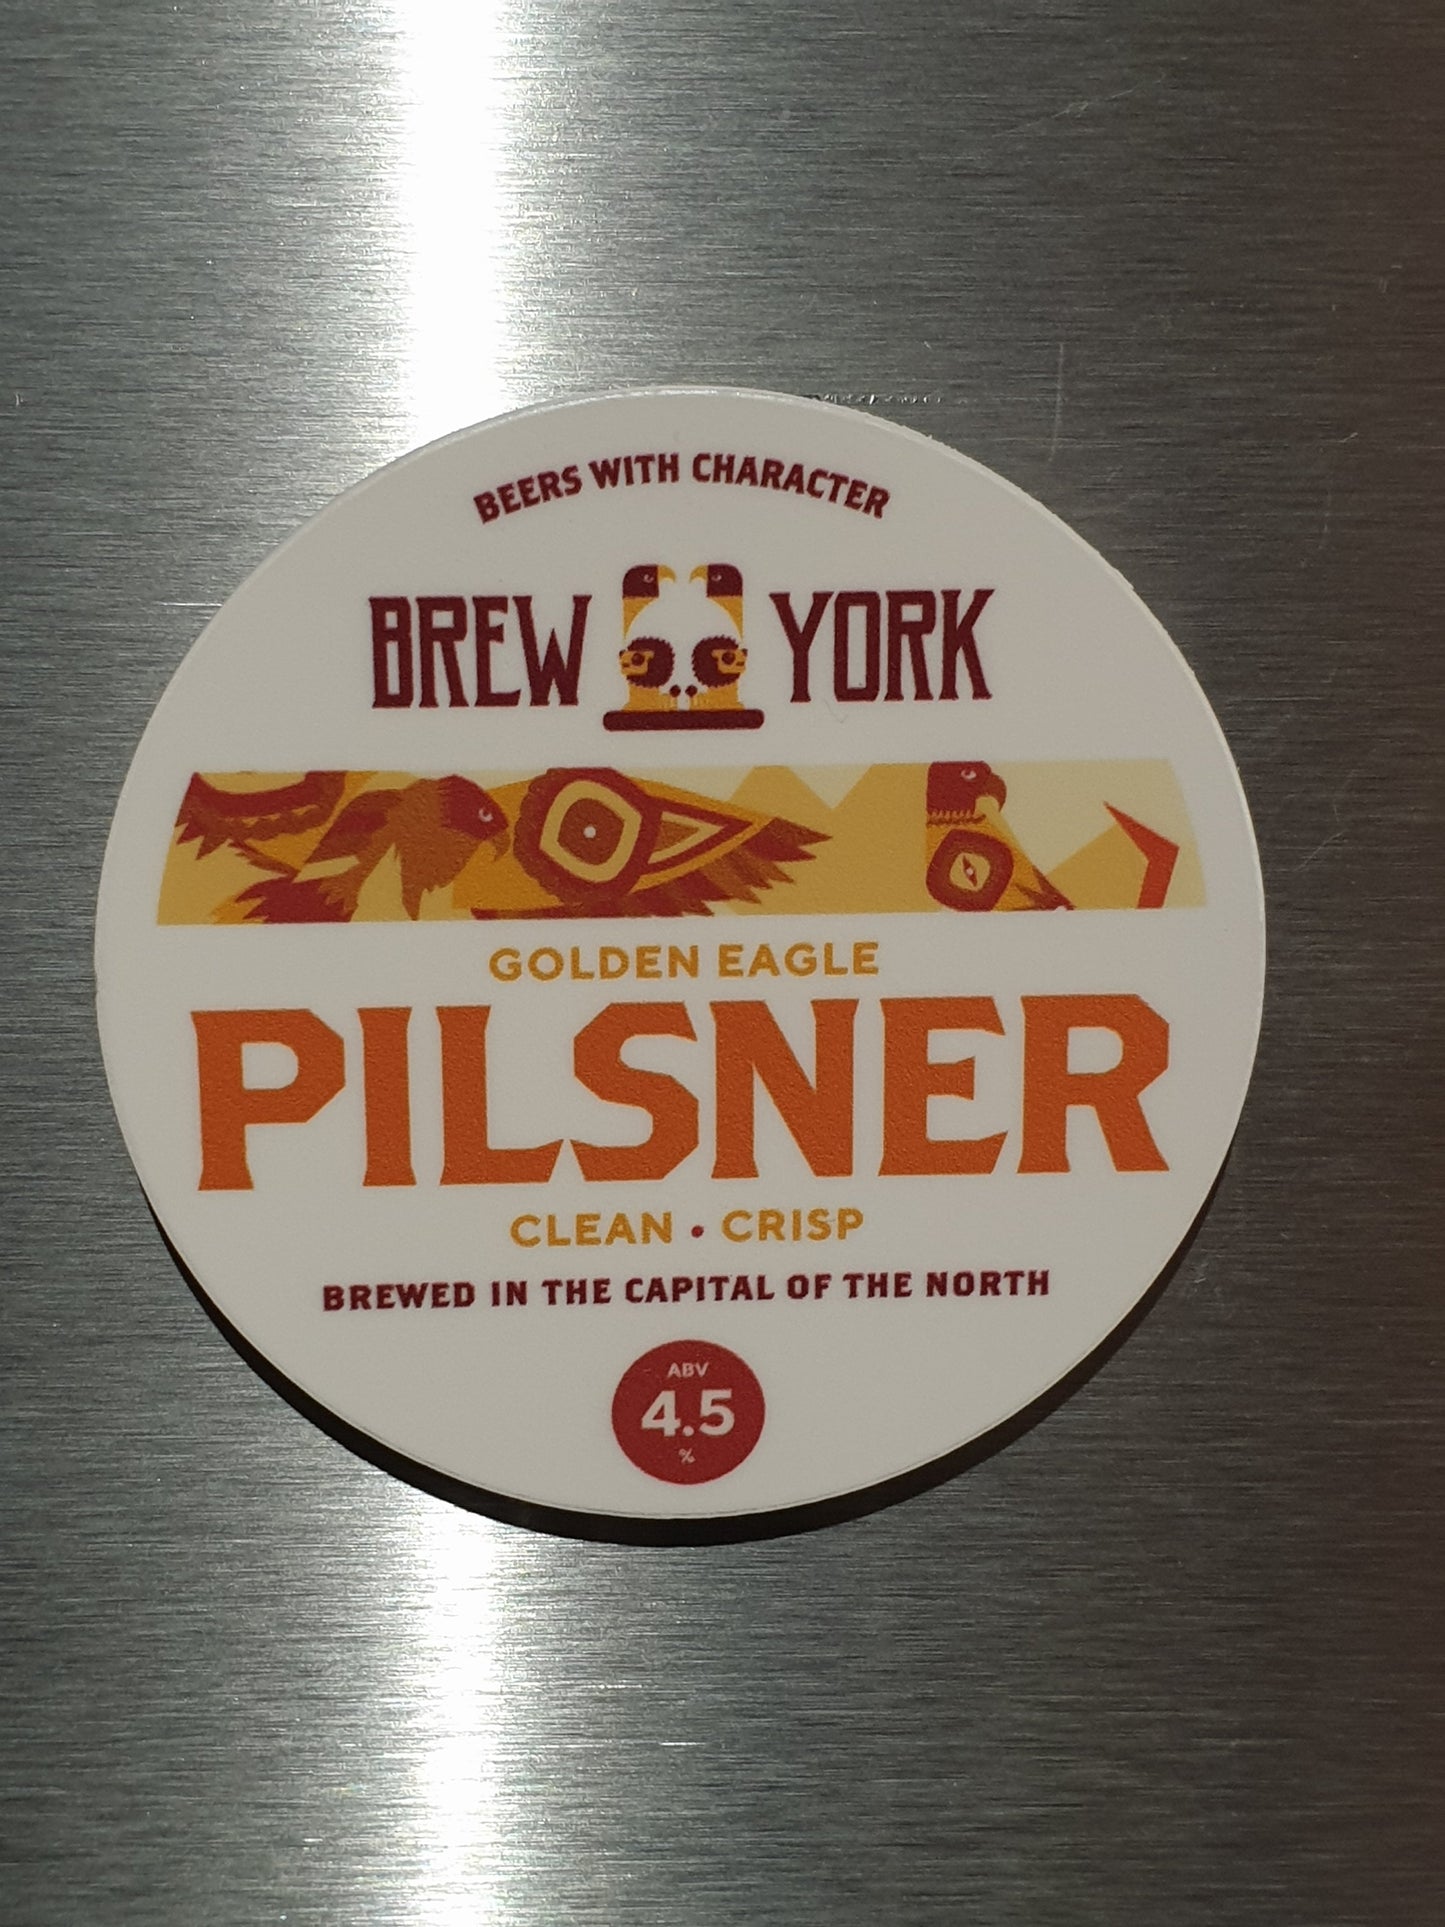 BEERS WITH CHARACTER
BREW YORK
GOLDEN EAGLE
PILSNER
CLEAN • CRISP
BREWED IN THE CAPITAL OF THE NORTH
ABV
4.5
%